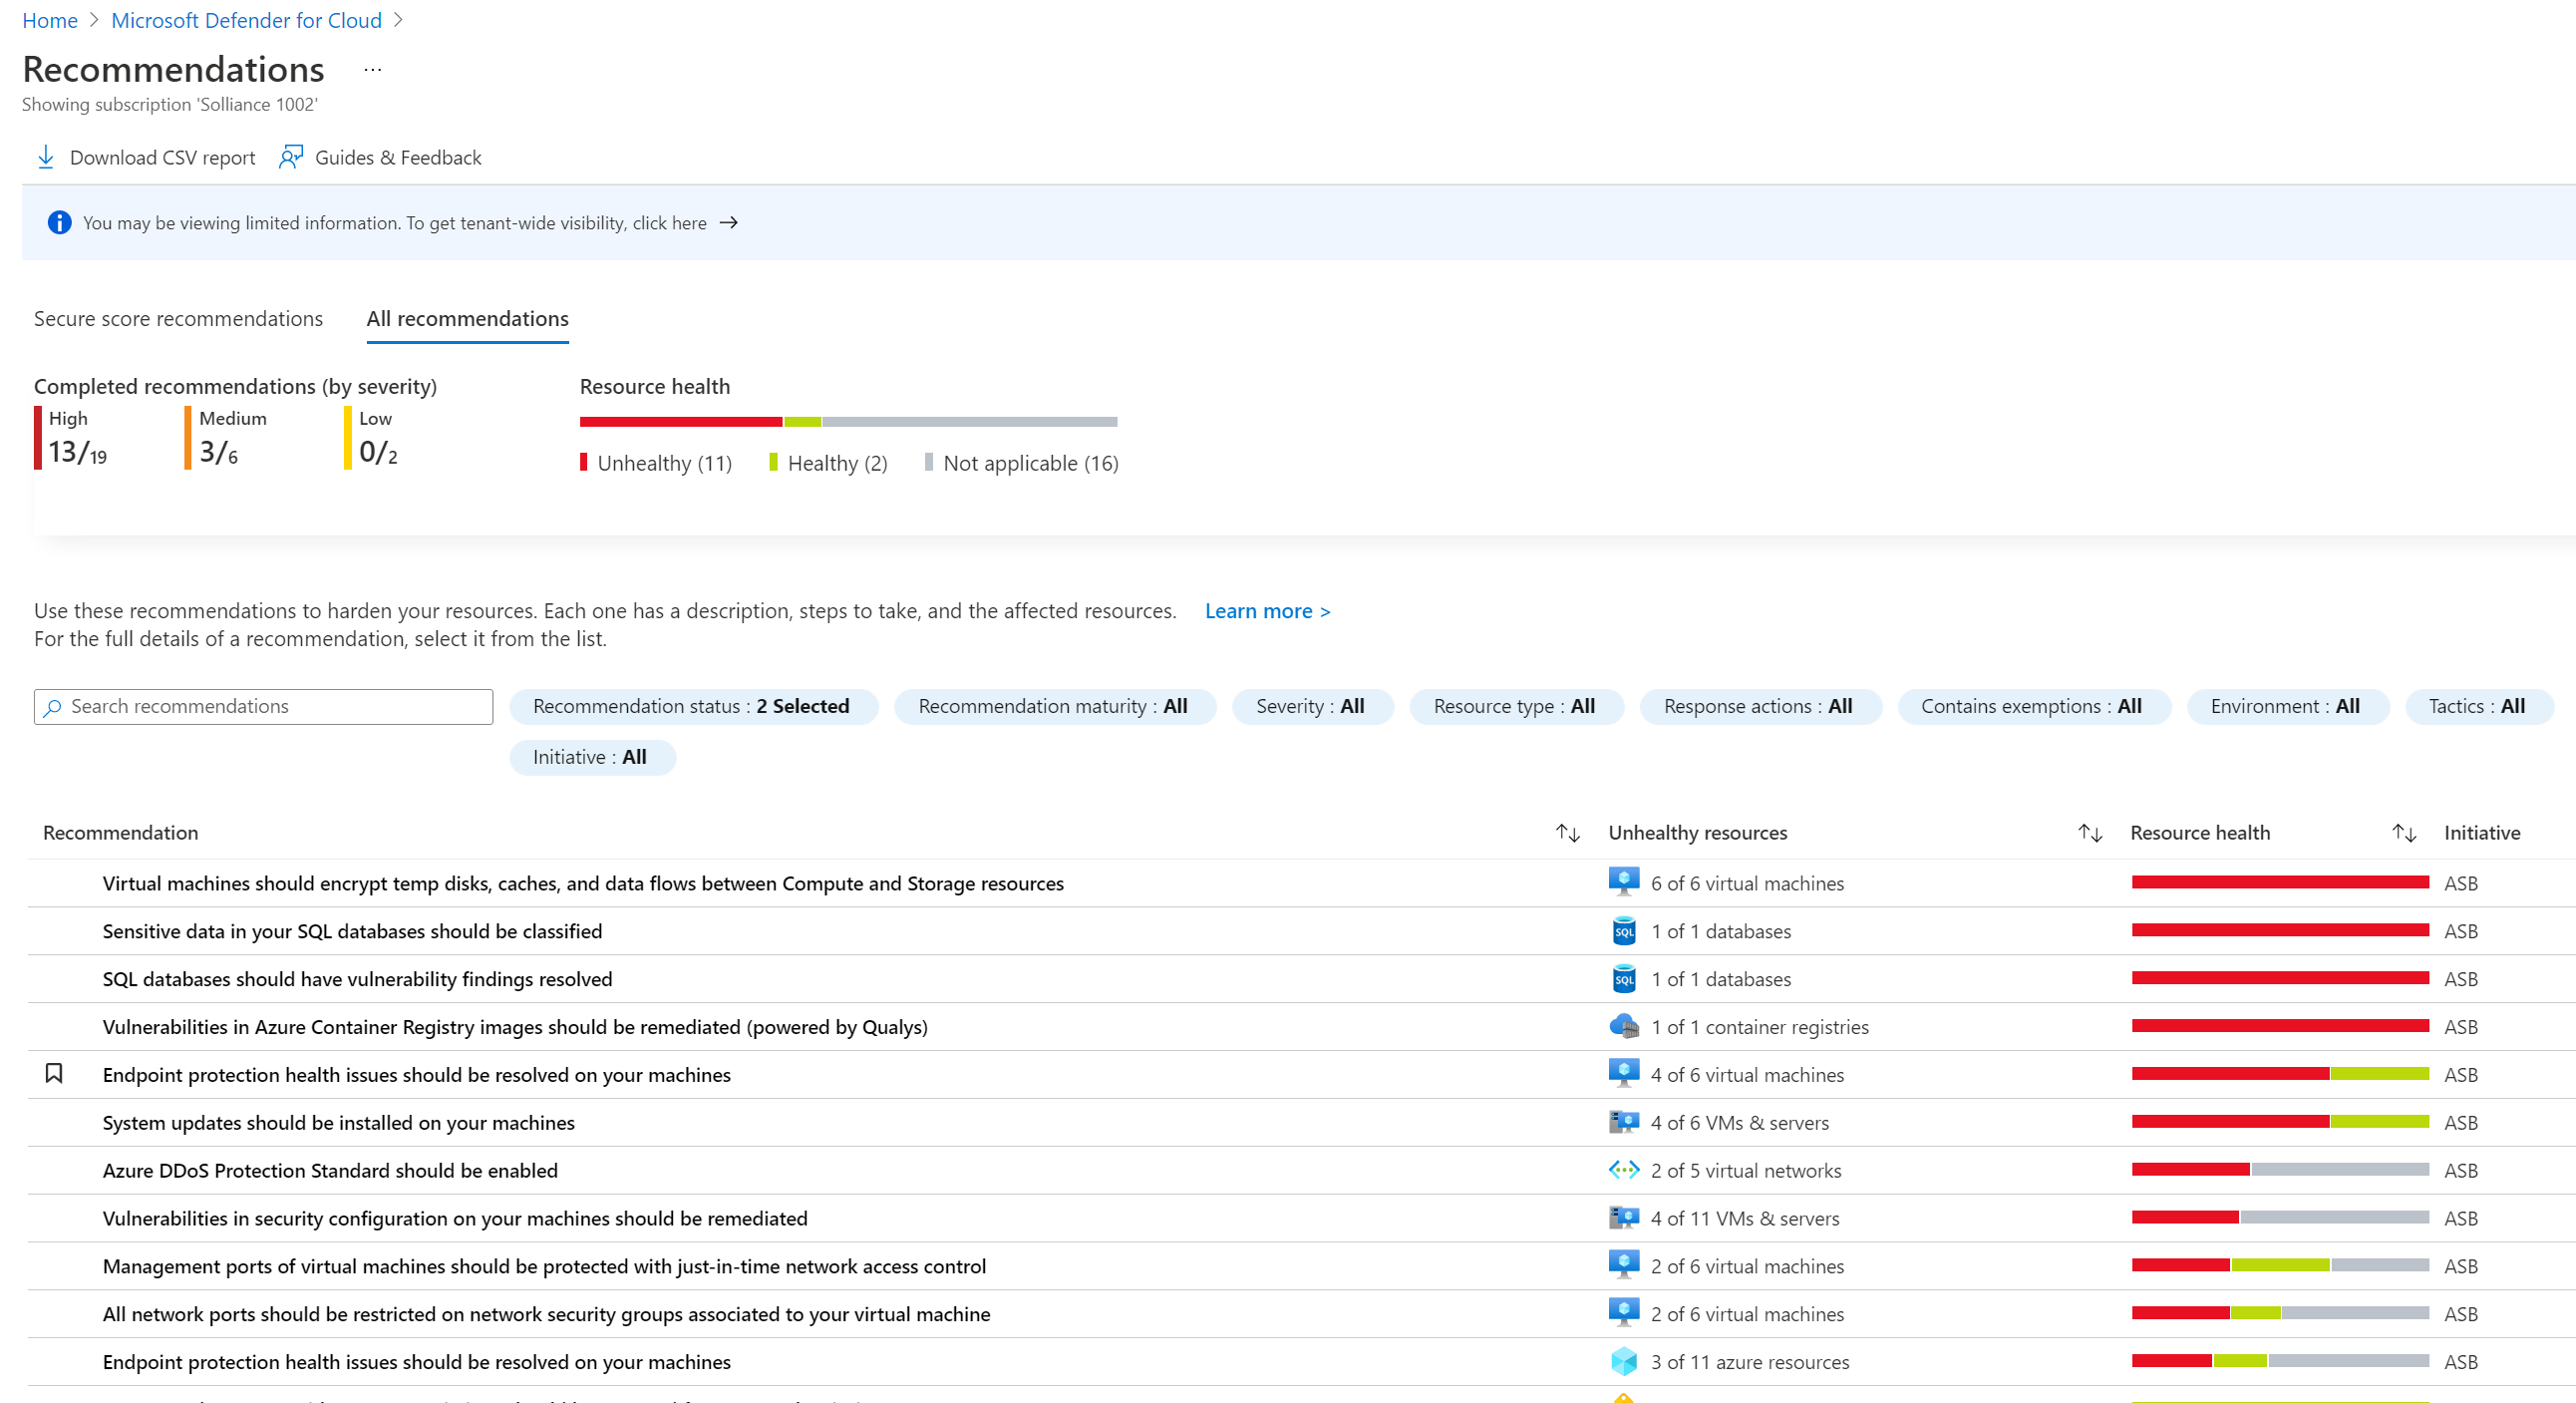 Home > Microsoft Defender for Cloud >
Recommendations ...
Showing subscription 'Solliance 1002'
Download CSV report Guides & Feedback
You may be viewing limited information. To get tenant-wide visibility, click here →
Secure score recommendations All recommendations
Completed recommendations (by severity) Resource health
High Medium Low
13/19 3/6 0/2
Unhealthy (11) Healthy (2) Not applicable (16)
Use these recommendations to harden your resources. Each one has a description, steps to take, and the affected resources. Learn more >
For the full details of a recommendation, select it from the list.
Search recommendations Recommendation status : 2 Selected Recommendation maturity : All Severity : All Resource type : All Response actions : All Contains exemptions : All Environment : All Tactics : All
Initiative : All
Recommendation ↑↓ Unhealthy resources ↑↓ Resource health ↑↓ Initiative
Virtual machines should encrypt temp disks, caches, and data flows between Compute and Storage resources 6 of 6 virtual machines ASB
Sensitive data in your SQL databases should be classified SQL 1 of 1 databases ASB
SQL databases should have vulnerability findings resolved SQL 1 of 1 databases ASB
Vulnerabilities in Azure Container Registry images should be remediated (powered by Qualys) 1 of 1 container registries ASB
Endpoint protection health issues should be resolved on your machines 4 of 6 virtual machines ASB
System updates should be installed on your machines 4 of 6 VMs & servers ASB
Azure DDoS Protection Standard should be enabled 2 of 5 virtual networks ASB
Vulnerabilities in security configuration on your machines should be remediated 4 of 11 VMs & servers ASB
Management ports of virtual machines should be protected with just-in-time network access control 2 of 6 virtual machines ASB
All network ports should be restricted on network security groups associated to your virtual machine 2 of 6 virtual machines ASB
Endpoint protection health issues should be resolved on your machines 3 of 11 azure resources ASB